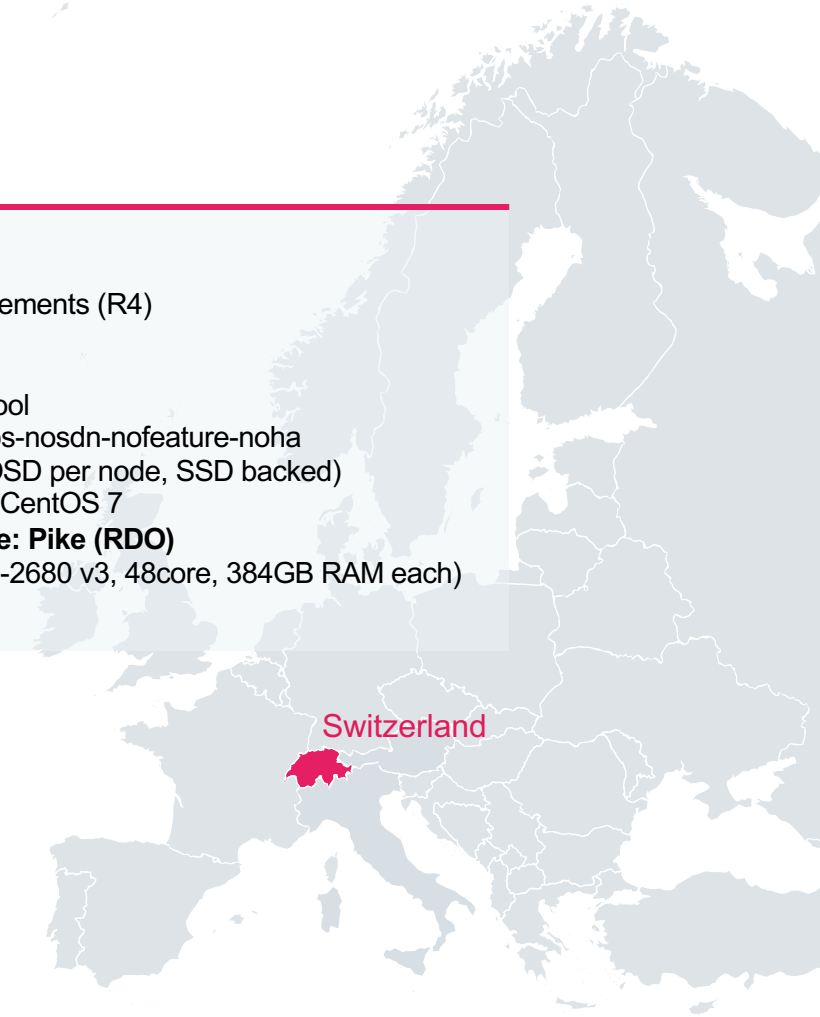 ements (R4)
ool
os-nosdn-nofeature-noha
OSD per node, SSD backed)
CentOS 7
e: Pike (RDO)
-2680 v3, 48core, 384GB RAM each)
Switzerland